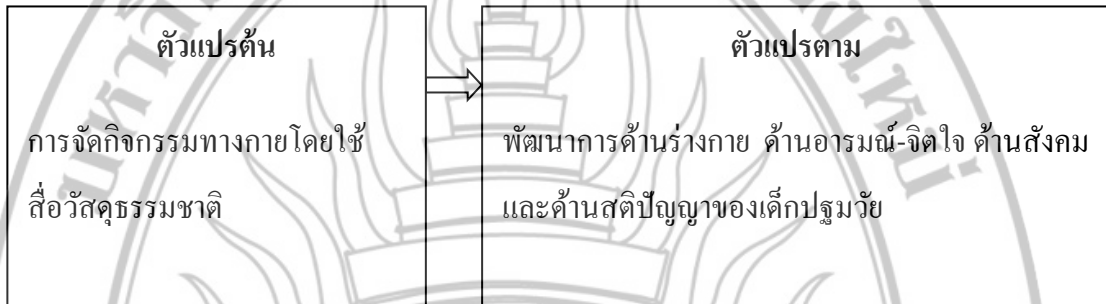 ตัวแปรต้น
การจัดกิจกรรมทางกายโดยใช้
สื่อวัสดุธรรมชาติ
ตัวแปรตาม
พัฒนาการด้านร่างกาย ด้านอารมณ์-จิตใจ ด้านสังคม
และด้านสติปัญญาของเด็กปฐมวัย